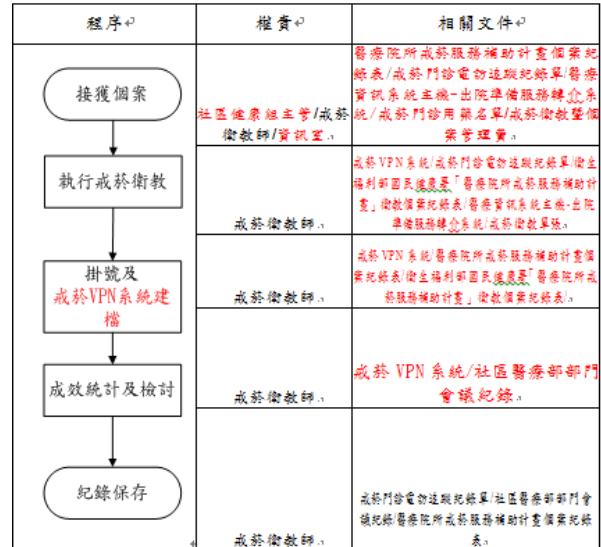 程序 權責 相關文件
接獲個案
社區健康組主管/戒菸
衛教師/資訊室
醫療院所戒菸服務補助計畫個案紀
錄表/戒菸門診電訪追蹤紀錄單/醫療
資訊系統主機-出院準備服務轉介系
統/戒菸門診用藥名單/戒菸衛教暨個
案管理費
執行戒菸衛教
戒菸衛教師
戒菸VPN系統/戒菸門診電訪追蹤紀錄單/衛生
福利部國民健康署「醫療院所戒菸服務補助計
畫」衛教個案紀錄表/醫療資訊系統主機-出院
準備服務轉介系統/戒菸衛教單張
掛號及
戒菸VPN系統建
檔
戒菸衛教師
戒菸VPN系統/醫療院所戒菸服務補助計畫個
案紀錄表/衛生福利部國民健康署「醫療院所戒
菸服務補助計畫」衛教個案紀錄表/
成效統計及檢討
戒菸衛教師
戒菸 VPN 系統/社區醫療部部門
會議紀錄
紀錄保存
戒菸衛教師
戒菸門診電訪追蹤紀錄單/社區醫療部部門會
議紀錄/醫療院所戒菸服務補助計畫個案紀錄
表